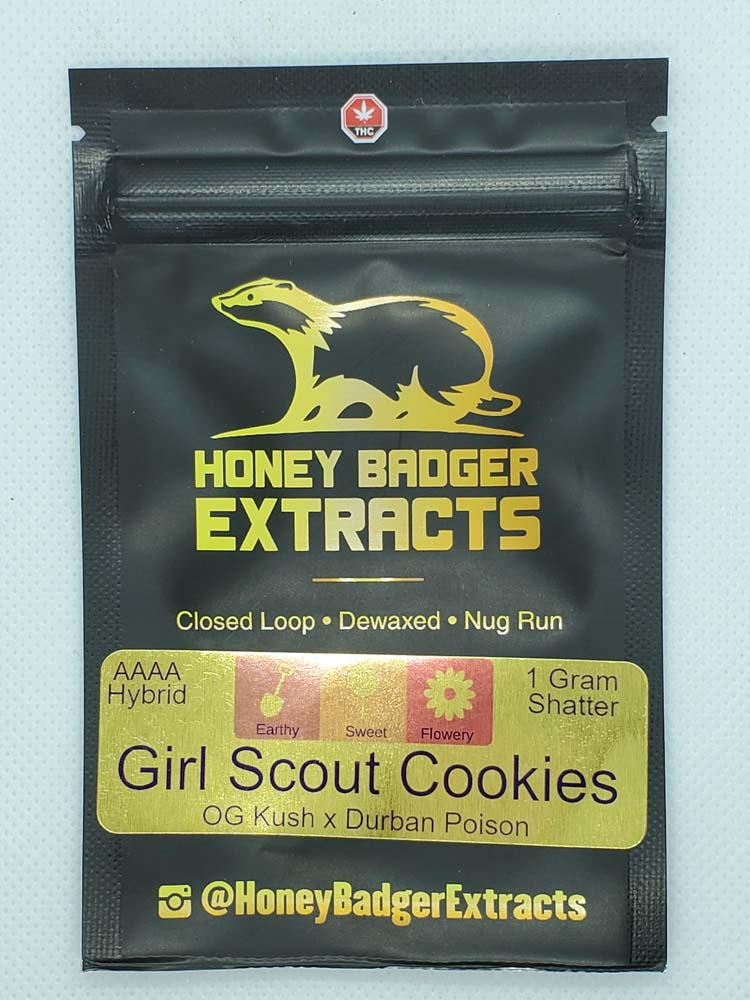 THC
HONEY BADGER
EXTRACTS
Closed Loop • Dewaxed • Nug Run
AAAA
Hybrid
Earthy
Sweet
Flowery
1 Gram
Shatter
Girl Scout Cookies
OG Kush x Durban Poison
@HoneyBadgerExtracts